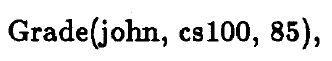 Grade(john, cs100, 85),